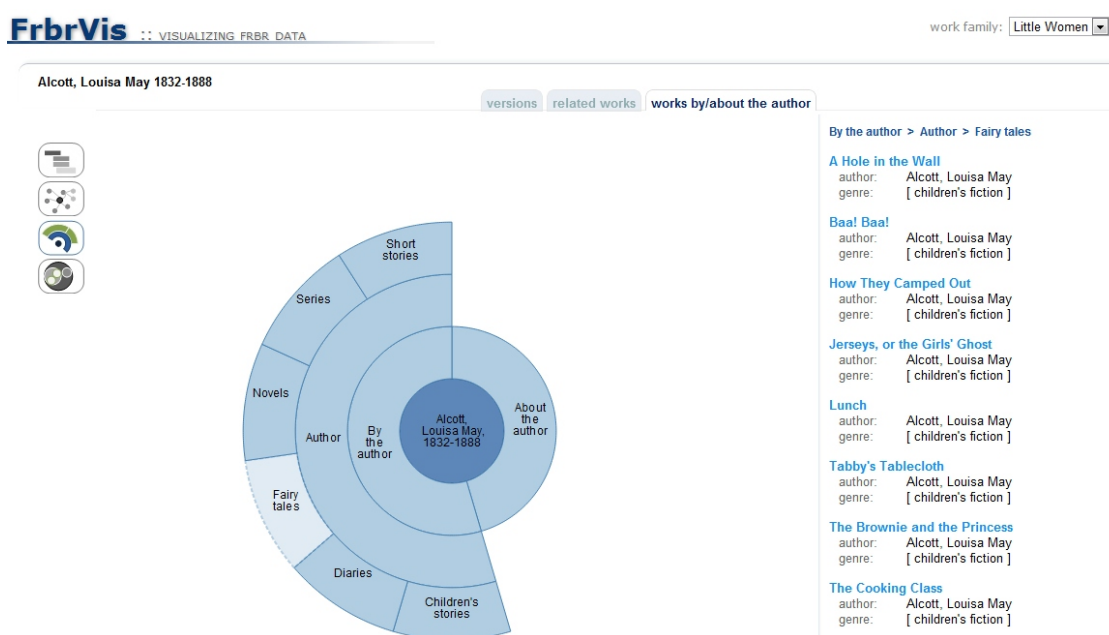 FrbrVis :: VISUALIZING FRBR DATA
work family: Little Women
Alcott, Louisa May 1832-1888
versions related works works by/about the author
Short
stories
Series
Novels
Fairy
tales
Diaries
Children's
stories
Author
By
the
author
Alcott,
Louisa May,
1832-1888
About
the
author
By the author > Author > Fairy tales
A Hole in the Wall
author: Alcott, Louisa May
genre: [ children's fiction ]
Baa! Baa!
author: Alcott, Louisa May
genre: [ children's fiction ]
How They Camped Out
author: Alcott, Louisa May
genre: [ children's fiction ]
Jerseys, or the Girls' Ghost
author: Alcott, Louisa May
genre: [ children's fiction ]
Lunch
author: Alcott, Louisa May
genre: [ children's fiction ]
Tabby's Tablecloth
author: Alcott, Louisa May
genre: [ children's fiction ]
The Brownie and the Princess
author: Alcott, Louisa May
genre: [ children's fiction ]
The Cooking Class
author: Alcott, Louisa May
genre: [ children's fiction ]